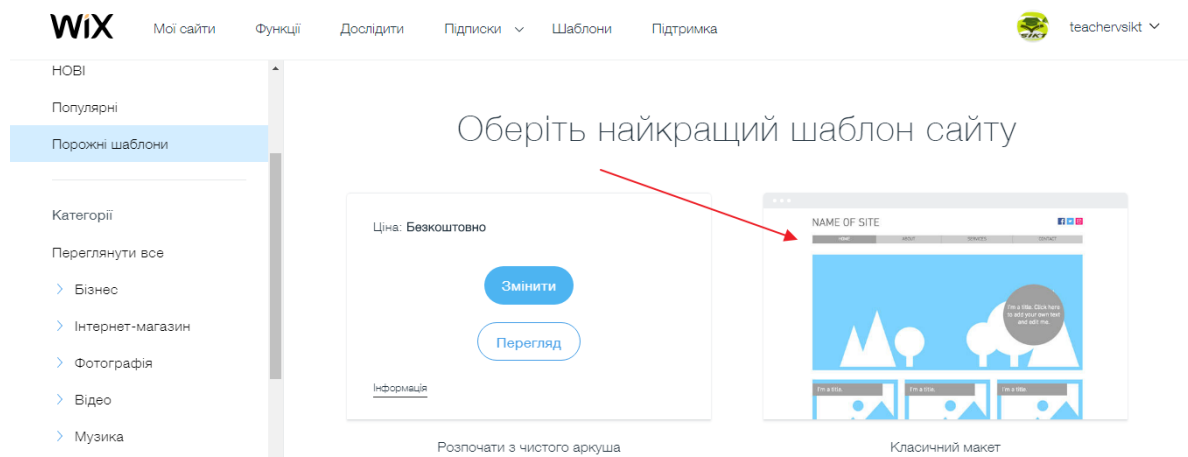 WiX Мої сайти Функції Дослідити Підписки Шаблони Підтримка teachervsikt
НОВІ
Популярні
Порожні шаблони
Категорії
Переглянути все
Бізнес
Інтернет-магазин
Фотографія
Відео
Музика
Оберіть найкращий шаблон сайту
Ціна: Безкоштовно
Змінити
Перегляд
Інформація
Розпочати з чистого аркуша
NAME OF SITE
HOME ABOUT SERVICES CONTACT
I'm a title. Click here
to add your own text
and edit me.
I'm a title. I'm a title. I'm a title.
Класичний макет